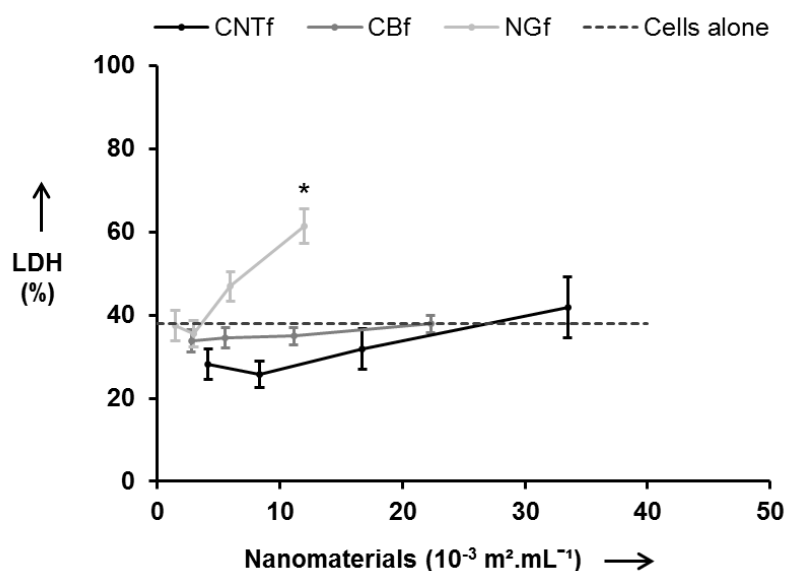 CNTf CBf NGf Cells alone
100
80
60
40
20
0
*
LDH
(%)
0 10 20 30 40 50
Nanomaterials (10⁻³ m².mL⁻¹)